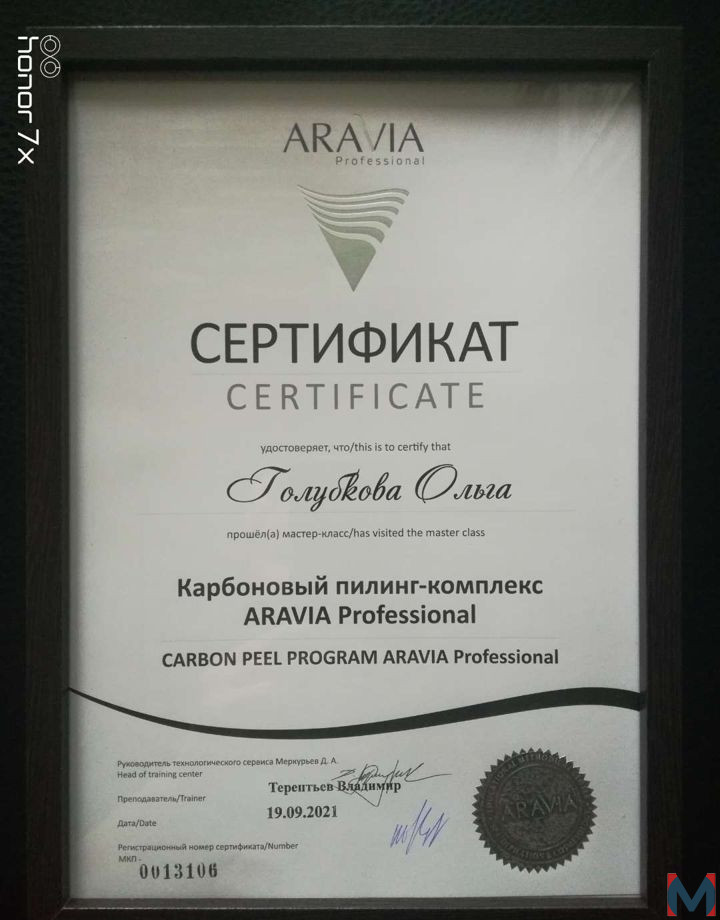 honor 7x
ARAVIA
Professional
СЕРТИФИКАТ
CERTIFICATE
удостоверяет, что/this is to certify that
Голубкова Ольга
прошёл(а) мастер-класс/has visited the master class
Карбоновый пилинг-комплекс
ARAVIA Professional
CARBON PEEL PROGRAM ARAVIA Professional
Руководитель технологического сервиса Меркурьев Д. А.
Head of training center
Преподаватель/Trainer
Терентьев Владимир
Дата/Date
19.09.2021
Регистрационный номер сертификата/Number
МКП -
0013106
ARAVIA
M